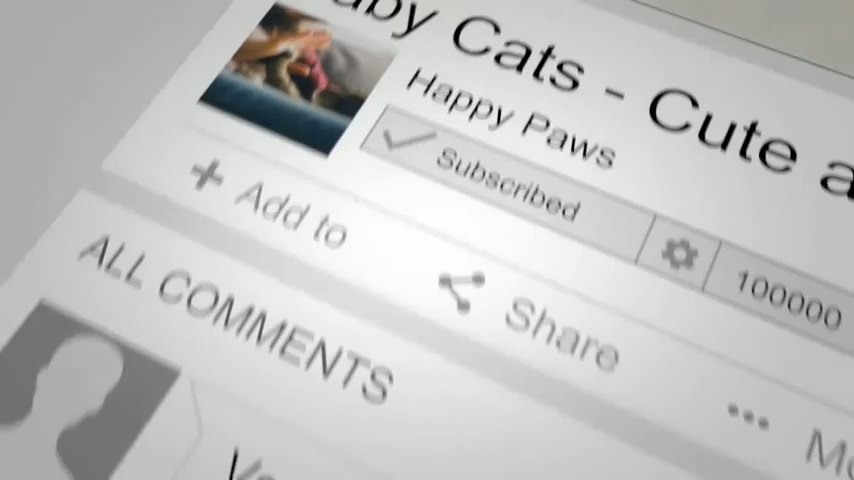 Cats - Cute
Happy Paws
Subscribed
100000
+ Add to
Share
ALL COMMENTS